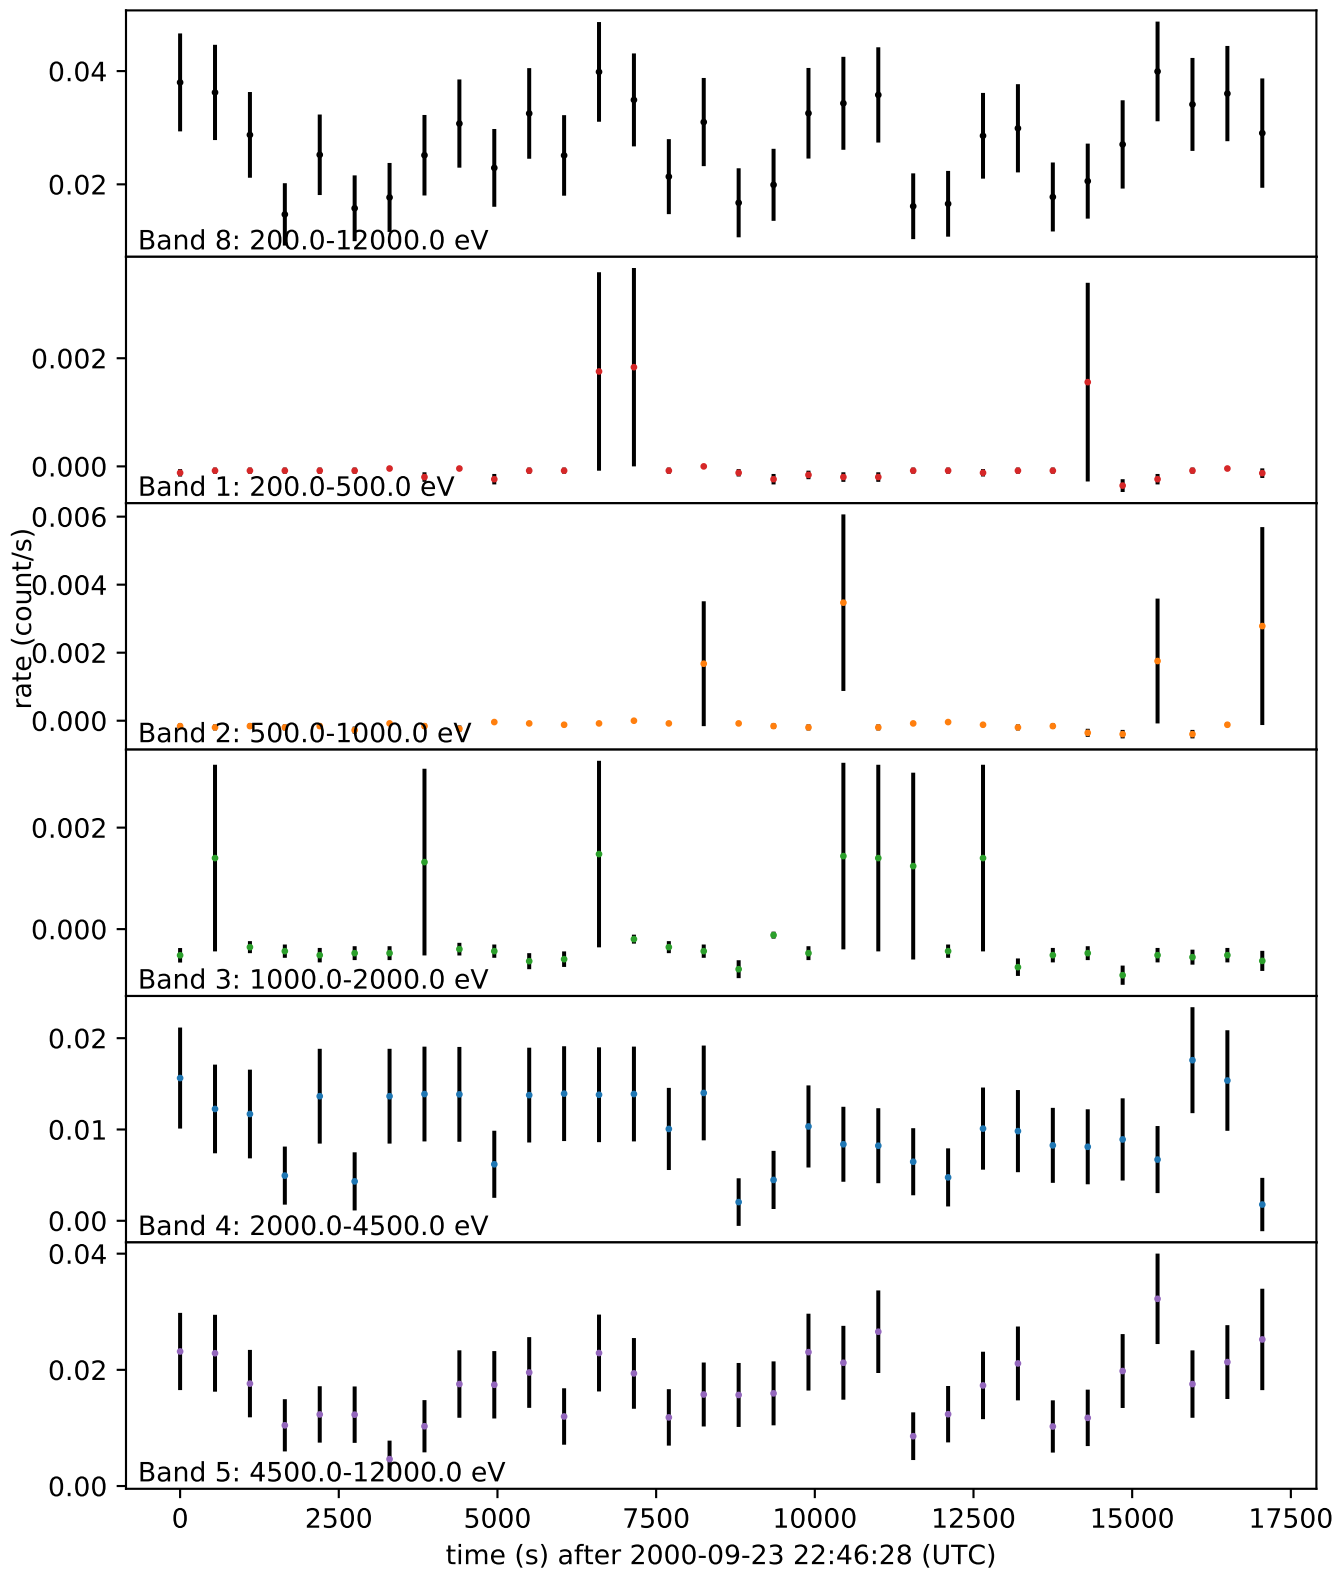 0.04
0.02
Band 8: 200.0-12000.0 eV
0.002
0.000
Band 1: 200.0-500.0 eV
0.006
0.004
0.002
0.000
rate (count/s)
Band 2: 500.0-1000.0 eV
0.002
0.000
Band 3: 1000.0-2000.0 eV
0.02
0.01
0.00
Band 4: 2000.0-4500.0 eV
0.04
0.02
0.00
Band 5: 4500.0-12000.0 eV
0 2500 5000 7500 10000 12500 15000 17500
time (s) after 2000-09-23 22:46:28 (UTC)